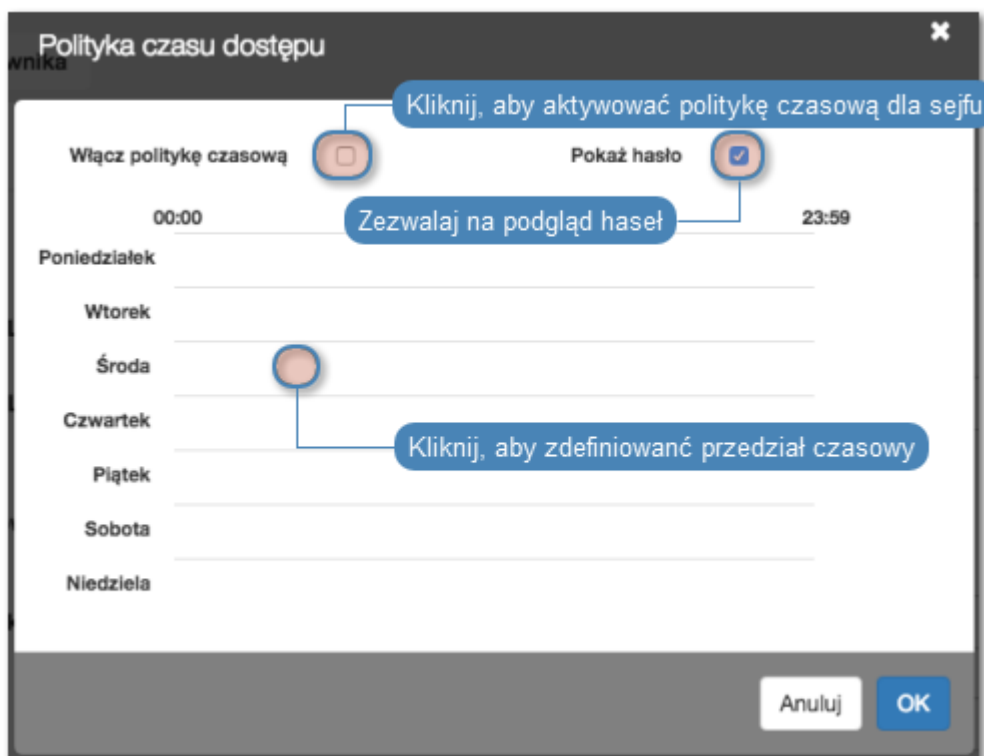 Polityka czasu dostępu
wnika
Kliknij, aby aktywować politykę czasową dla sejfu
Włącz politykę czasową
Pokaż hasło
00:00
Zezwalaj na podgląd haseł
23:59
Poniedziałek
Wtorek
Środa
Czwartek
Kliknij, aby zdefiniowanć przedział czasowy
Piątek
Sobota
Niedziela
Anuluj
OK